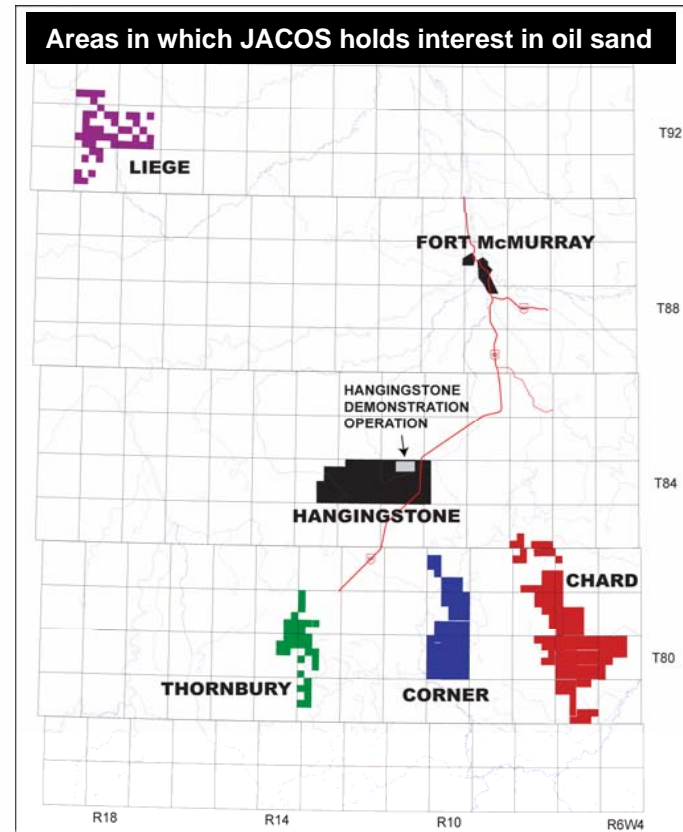 Areas in which JACOS holds interest in oil sand
T92
LIEGE
FORT McMURRAY
T88
HANGINGSTONE
DEMONSTRATION
OPERATION
T84
HANGINGSTONE
CHARD
T80
THORNBURY
CORNER
R18
R14
R10
R6W4